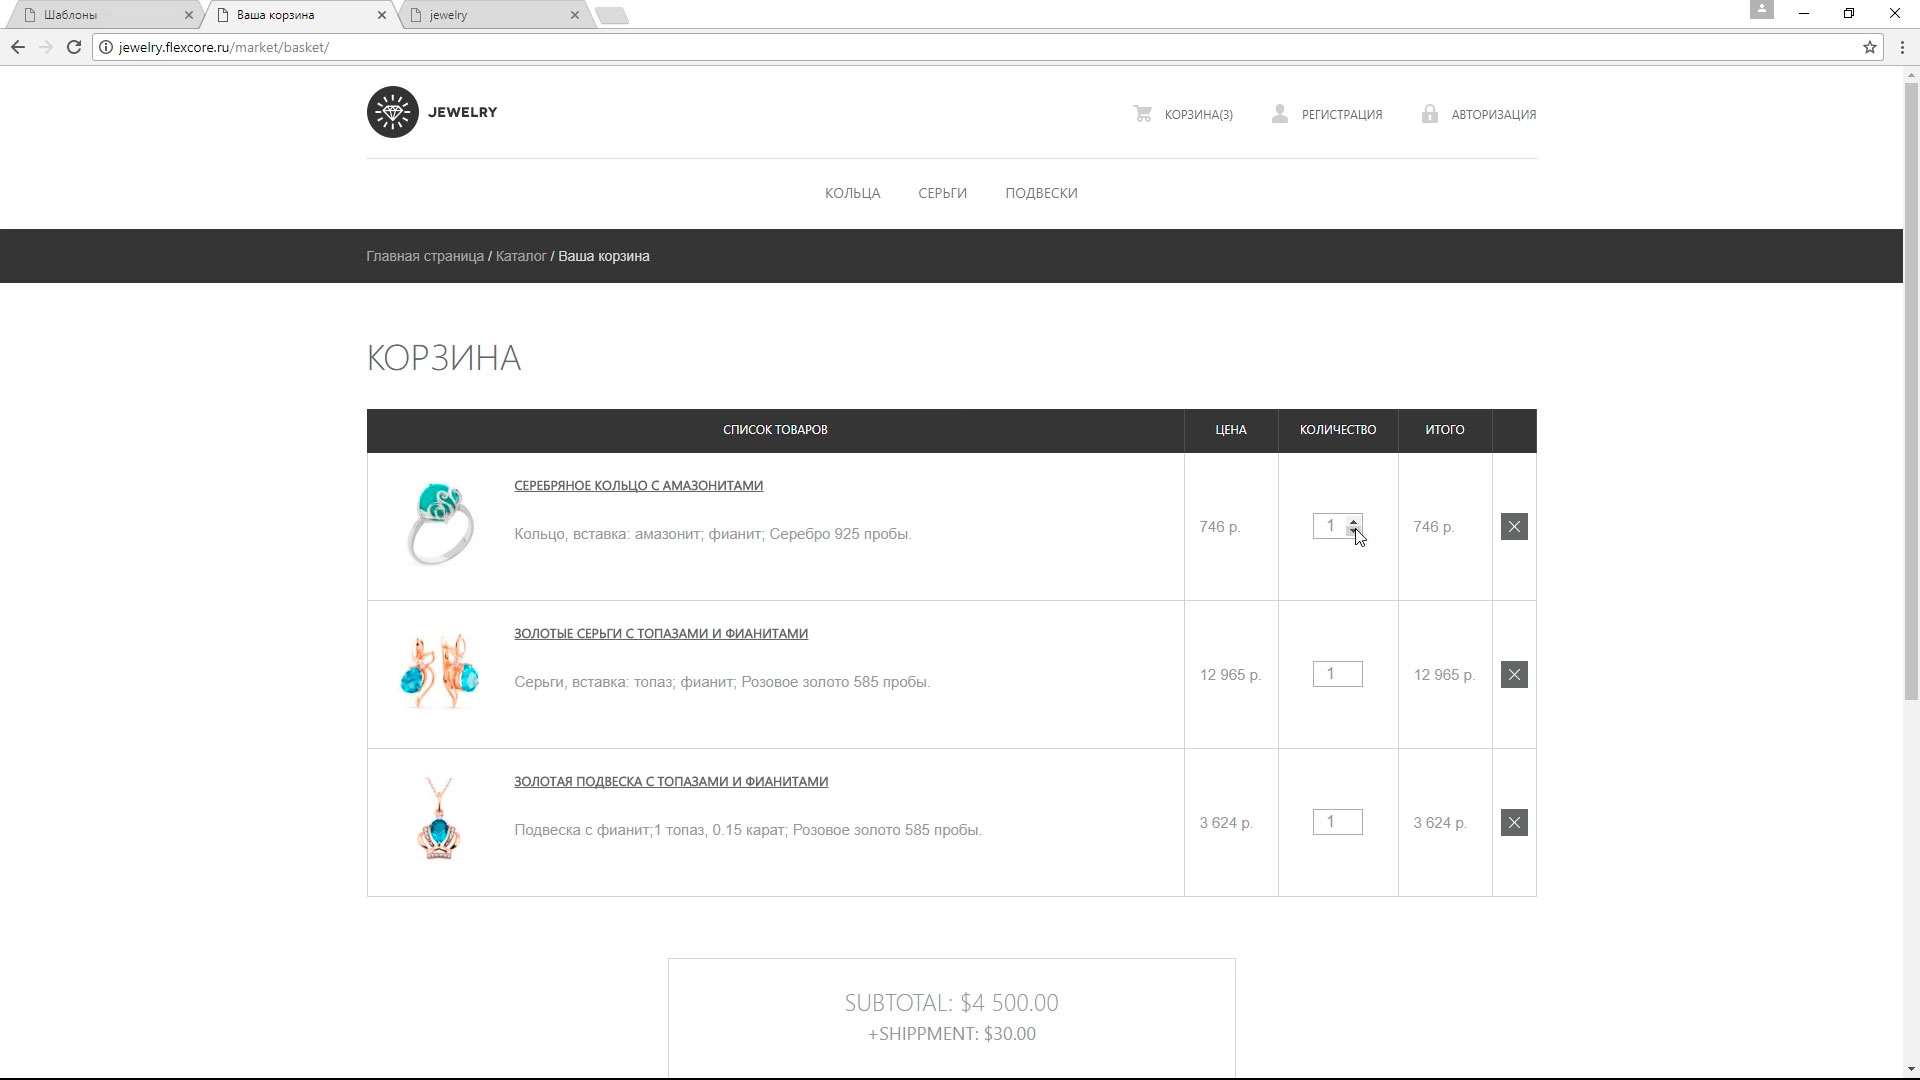 Шаблоны
Ваша корзина
jewelry
jewelry.flexcore.ru/market/basket/
JEWELRY
КОРЗИНА(3)
РЕГИСТРАЦИЯ
АВТОРИЗАЦИЯ
КОЛЬЦА
СЕРЬГИ
ПОДВЕСКИ
Главная страница / Каталог / Ваша корзина
КОРЗИНА
СПИСОК ТОВАРОВ
ЦЕНА
КОЛИЧЕСТВО
ИТОГО
СЕРЕБРЯНОЕ КОЛЬЦО С АМАЗОНИТАМИ
Кольцо, вставка: амазонит; фианит; Серебро 925 пробы.
746 р.
1
746 р.
ЗОЛОТЫЕ СЕРЬГИ С ТОПАЗАМИ И ФИАНИТАМИ
Серьги, вставка: топаз; фианит; Розовое золото 585 пробы.
12 965 р.
1
12 965 р.
ЗОЛОТАЯ ПОДВЕСКА С ТОПАЗАМИ И ФИАНИТАМИ
Подвеска с фианит;1 топаз, 0.15 карат; Розовое золото 585 пробы.
3 624 р.
1
3 624 р.
SUBTOTAL: $4 500.00
+SHIPPMENT: $30.00